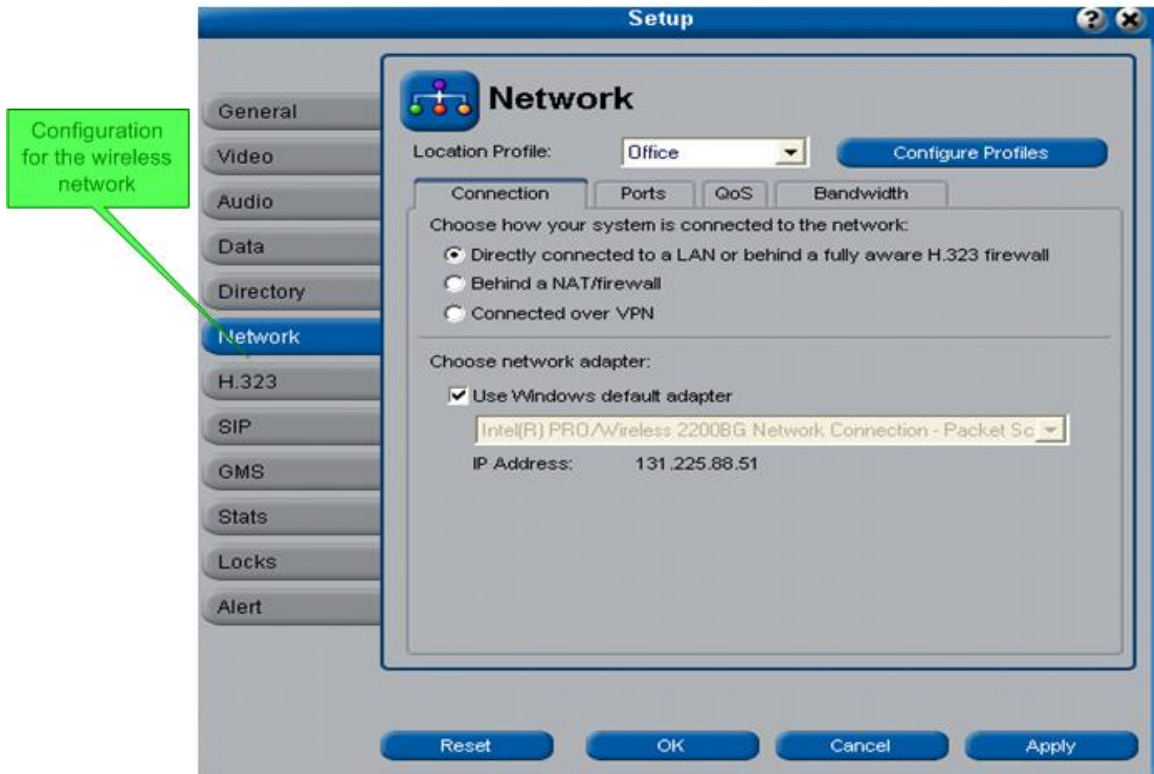 Setup
Configuration
for the wireless
network
General
Video
Audio
Data
Directory
Network
H.323
SIP
GMS
Stats
Locks
Alert
Network
Location Profile: Office Configure Profiles
Connection Ports QoS Bandwidth
Choose how your system is connected to the network:
Directly connected to a LAN or behind a fully aware H.323 firewall
Behind a NAT/firewall
Connected over VPN
Choose network adapter:
Use Windows default adapter
Intel(R) PRO/Wireless 2200BG Network Connection - Packet Sc
IP Address: 131.225.88.51
Reset OK Cancel Apply